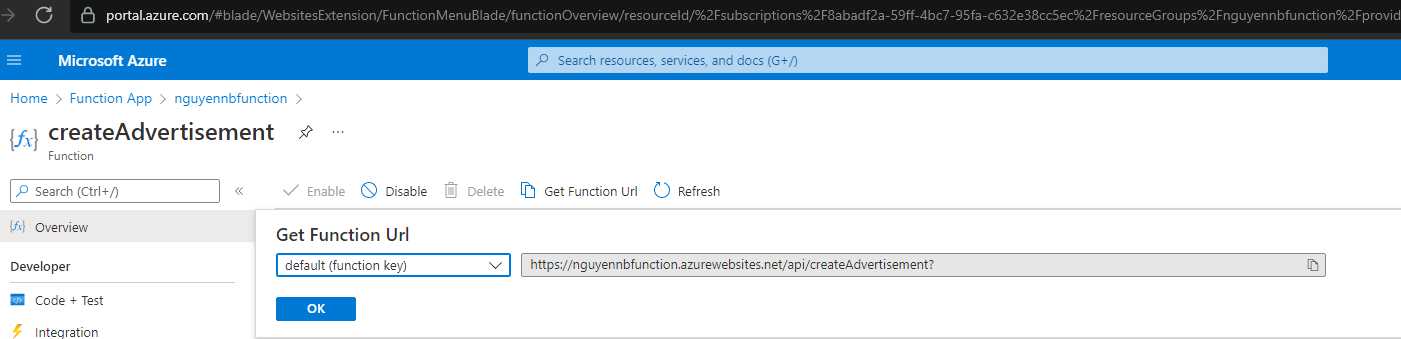 portal.azure.com/#blade/WebsitesExtension/FunctionMenuBlade/functionOverview/resourceId/%2Fsubscriptions%2F8abadf2a-59ff-4bc7-95fa-c632e38cc5ec%2FresourceGroups%2Fnguyennbfunction%2Fprovid
Microsoft Azure
Search resources, services, and docs (G+/)
Home > Function App > nguyennbfunction >
{fx} createAdvertisement ...
Function
Search (Ctrl+/) « Enable Disable Delete Get Function Url Refresh
{fx} Overview
Get Function Url
default (function key) https://nguyennbfunction.azurewebsites.net/api/createAdvertisement?
Developer
Code + Test
OK
Integration